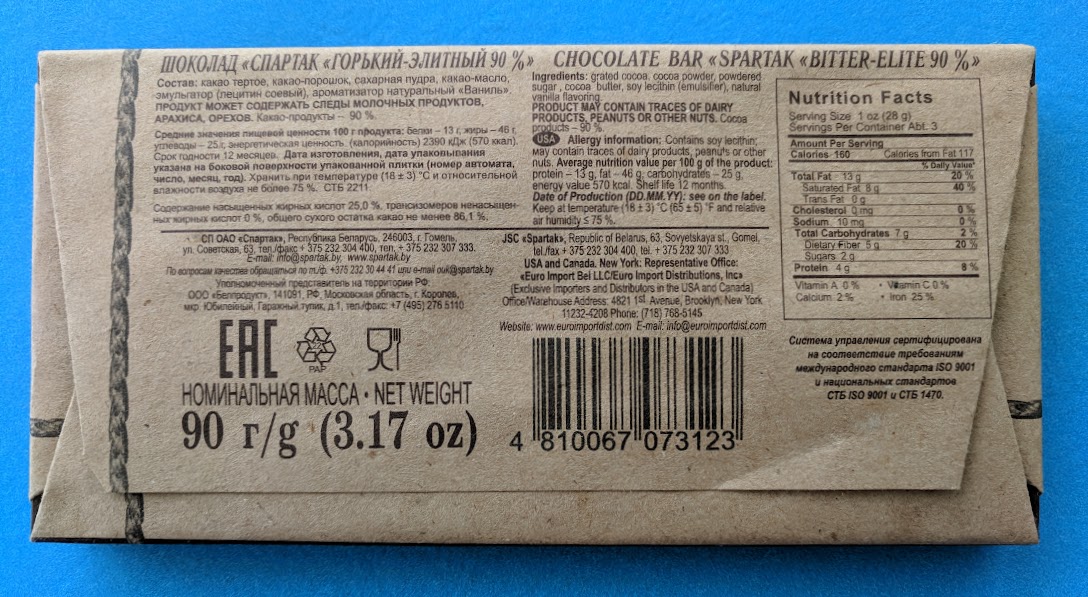 ШОКОЛАД «СПАРТАК «ГОРЬКИЙ-ЭЛИТНЫЙ 90 %»
Состав: какао тертое, какао-порошок, сахарная пудра, какао-масло,
эмульгатор (лецитин соевый), ароматизатор натуральный «Ваниль».
ПРОДУКТ МОЖЕТ СОДЕРЖАТЬ СЛЕДЫ МОЛОЧНЫХ ПРОДУКТОВ,
АРАХИСА, ОРЕХОВ. Какао-продукты – 90 %.
Средние значения пищевой ценности 100 г продукта: белки – 13 г, жиры – 46 г,
углеводы – 25 г, энергетическая ценность (калорийность) 2390 кДж (570 ккал).
Срок годности 12 месяцев. Дата изготовления, дата упаковывания
указана на боковой поверхности упакованной плитки (номер автомата,
число, месяц, год). Хранить при температуре (18 ± 3) °С и относительной
влажности воздуха не более 75 %. СТБ 2211.
Содержание насыщенных жирных кислот 25,0 %, трансизомеров ненасыщен-
ных жирных кислот 0 %, общего сухого остатка какао не менее 86,1 %.
СП ОАО «Спартак», Республика Беларусь, 246003, г. Гомель,
ул. Советская, 63, тел./факс + 375 232 304 400, тел. + 375 232 307 333.
E-mail: info@spartak.by, www.spartak.by
По вопросам качества обращаться по т./ф. +375 232 30 44 41 или e-mail ouk@spartak.by
Уполномоченный представитель на территории РФ:
ООО «Белпродукт», 141091, РФ, Московская область, г. Королев,
мкр. Юбилейный, Гаражный тупик, д.1, тел./факс: +7 (495) 276 5110
EAC
22
PAP
НОМИНАЛЬНАЯ МАССА • NET WEIGHT
90 г/g (3.17 oz)
CHOCOLATE BAR «SPARTAK «BITTER-ELITE 90 %»
Ingredients: grated cocoa, cocoa powder, powdered
sugar, cocoa butter, soy lecithin (emulsifier), natural
vanilla flavoring.
PRODUCT MAY CONTAIN TRACES OF DAIRY
PRODUCTS, PEANUTS OR OTHER NUTS. Cocoa
products – 90 %.
USA Allergy information: Contains soy lecithin;
may contain traces of dairy products, peanuts or other
nuts. Average nutrition value per 100 g of the product:
protein – 13 g, fat – 46 g, carbohydrates – 25 g,
energy value 570 kcal. Shelf life 12 months.
Date of Production (DD.MM.YY): see on the label.
Keep at temperature (18 ± 3) °C (65 ± 5) °F and relative
air humidity ≤ 75 %.
JSC «Spartak», Republic of Belarus, 63, Sovyetskaya st., Gomel,
tel./fax + 375 232 304 400, tel. + 375 232 307 333
USA and Canada. New York: Representative Office:
«Euro Import Bel LLC/Euro Import Distributions, Inc»
(Exclusive Importers and Distributors in the USA and Canada)
Office/Warehouse Address: 4821 1st. Avenue, Brooklyn, New York
11232-4208 Phone: (718) 768-5145
Website: www.euroimportdist.com E-mail: info@euroimportdist.com
4 810067 073123
Nutrition Facts
Serving Size 1 oz (28 g)
Servings Per Container Abt. 3
Amount Per Serving
Calories 160 Calories from Fat 117
% Daily Value*
Total Fat 13 g 20 %
Saturated Fat 8 g 40 %
Trans Fat 0 g
Cholesterol 0 mg 0 %
Sodium 10 mg 0 %
Total Carbohydrates 7 g 2 %
Dietary Fiber 5 g 20 %
Sugars 2 g
Protein 4 g 8 %
Vitamin A 0 % • Vitamin C 0 %
Calcium 2 % • Iron 25 %
Система управления сертифицирована
на соответствие требованиям
международного стандарта ISO 9001
и национальных стандартов
СТБ ISO 9001 и СТБ 1470.